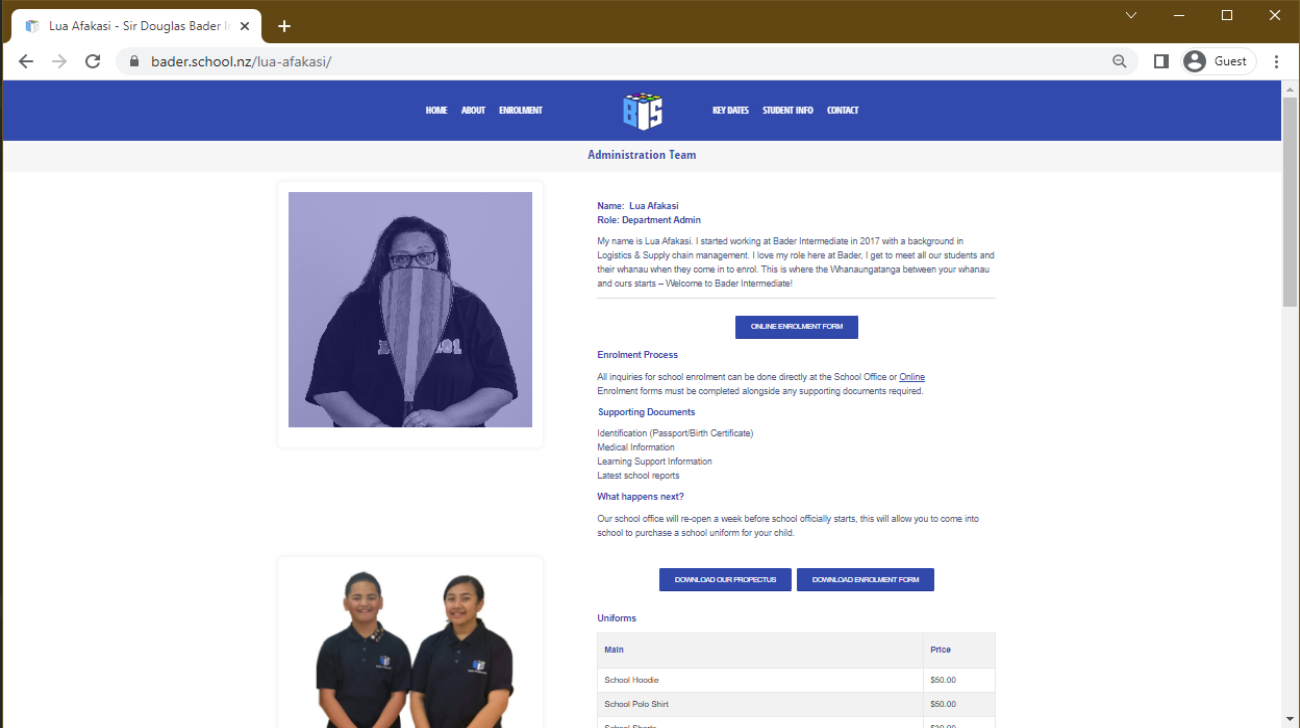 Lua Afakasi - Sir Douglas Bader I
bader.school.nz/lua-afakasi/
Guest
HOME ABOUT ENROLMENT
BIS
KEY DATES STUDENT INFO CONTACT
Administration Team
Name: Lua Afakasi
Role: Department Admin
My name is Lua Afakasi. I started working at Bader Intermediate in 2017 with a background in
Logistics & Supply chain management. I love my role here at Bader, I get to meet all our students and
their whanau when they come in to enrol. This is where the Whanaungatanga between your whanau
and ours starts – Welcome to Bader Intermediate!
ONLINE ENROLMENT FORM
Enrolment Process
All inquiries for school enrolment can be done directly at the School Office or Online
Enrolment forms must be completed alongside any supporting documents required.
Supporting Documents
Identification (Passport/Birth Certificate)
Medical Information
Learning Support Information
Latest school reports
What happens next?
Our school office will re-open a week before school officially starts, this will allow you to come into
school to purchase a school uniform for your child.
DOWNLOAD OUR PROPECTUS DOWNLOAD ENROLMENT FORM
Uniforms
Main Price
School Hoodie $50.00
School Polo Shirt $50.00
School Shorts $30.00